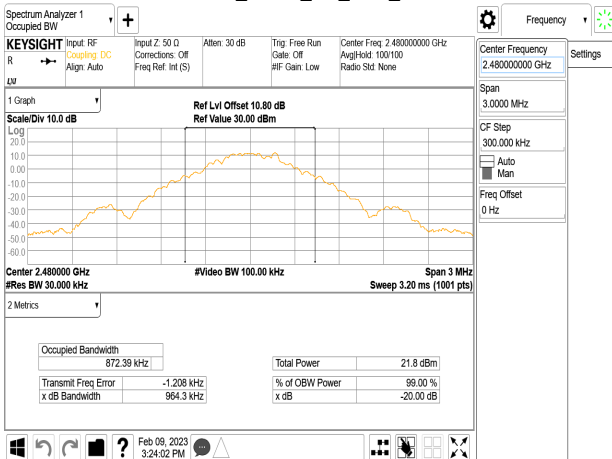 Spectrum Analyzer 1
Occupied BW
Frequency
KEYSIGHT
R
Input: RF
Coupling: DC
Align: Auto
Input Z: 50 Ω
Corrections: Off
Freq Ref: Int (S)
Atten: 30 dB
Trig: Free Run
Gate: Off
#IF Gain: Low
Center Freq: 2.480000000 GHz
Avg|Hold: 100/100
Radio Std: None
LXI
Center Frequency
2.480000000 GHz
Settings
Span
3.0000 MHz
CF Step
300.000 kHz
Auto
Man
Freq Offset
0 Hz
1 Graph
Scale/Div 10.0 dB
Ref Lvl Offset 10.80 dB
Ref Value 30.00 dBm
Log
20.0
10.0
0.00
-10.0
-20.0
-30.0
-40.0
-50.0
-60.0
Center 2.480000 GHz
#Res BW 30.000 kHz
#Video BW 100.00 kHz
Span 3 MHz
Sweep 3.20 ms (1001 pts)
2 Metrics
Occupied Bandwidth
872.39 kHz
Total Power 21.8 dBm
Transmit Freq Error -1.208 kHz
% of OBW Power 99.00 %
x dB Bandwidth 964.3 kHz
x dB -20.00 dB
?
Feb 09, 2023
3:24:02 PM